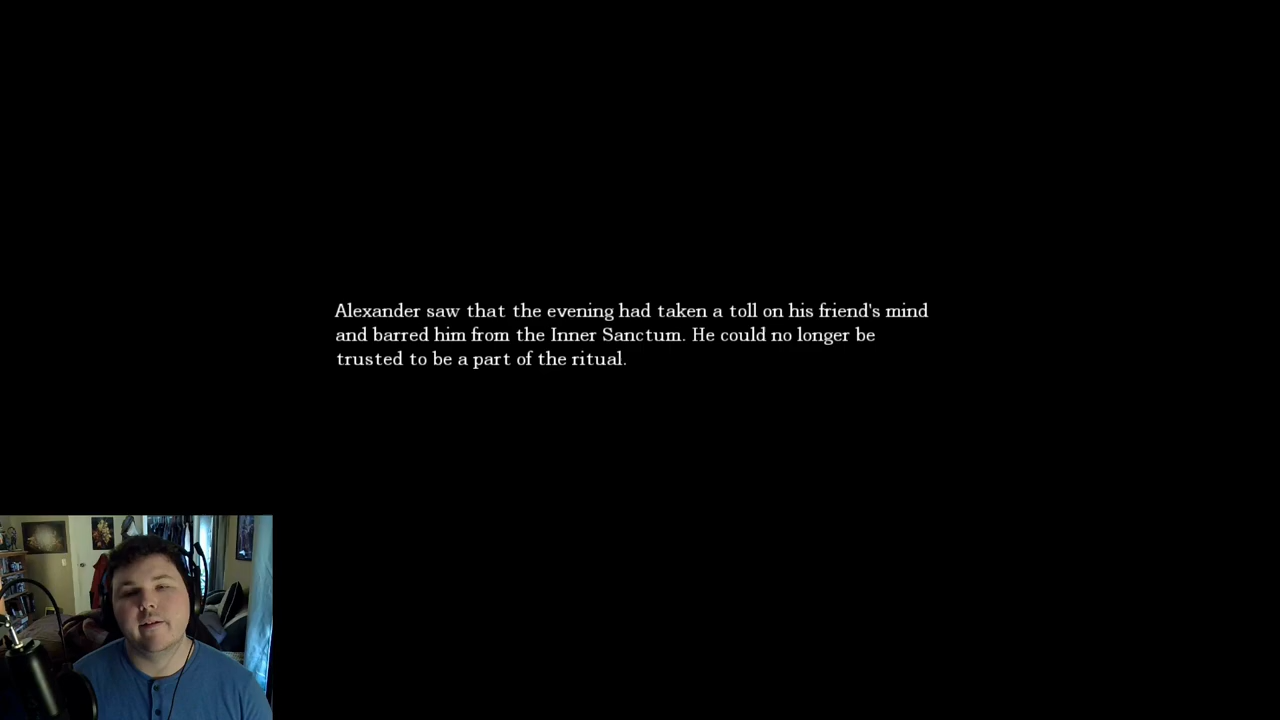 Alexander saw that the evening had taken a toll on his friend's mind
and barred him from the Inner Sanctum. He could no longer be
trusted to be a part of the ritual.